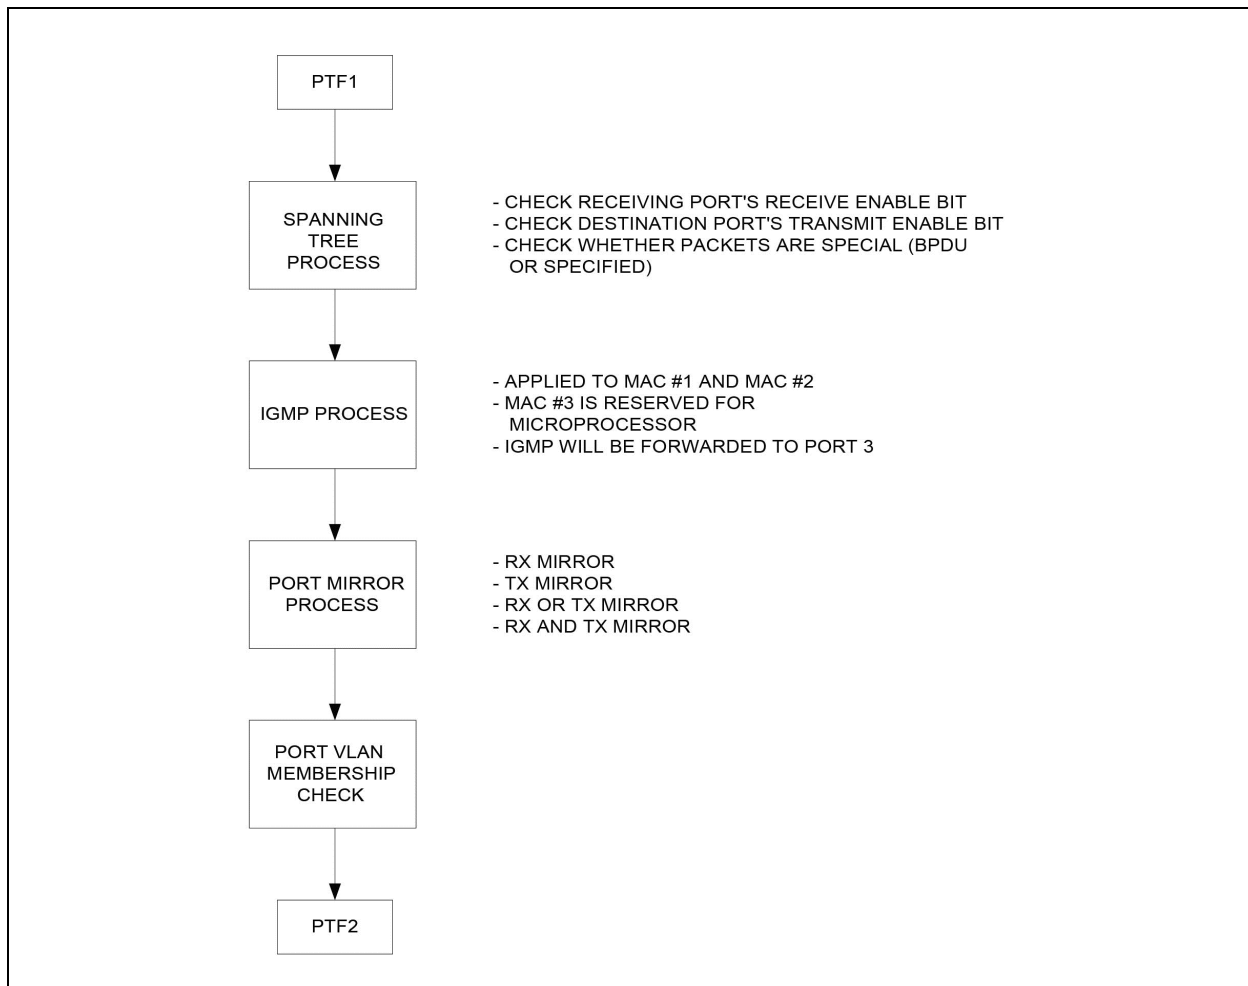 PTF1
SPANNING
TREE
PROCESS
- CHECK RECEIVING PORT'S RECEIVE ENABLE BIT
- CHECK DESTINATION PORT'S TRANSMIT ENABLE BIT
- CHECK WHETHER PACKETS ARE SPECIAL (BPDU
OR SPECIFIED)
IGMP PROCESS
- APPLIED TO MAC #1 AND MAC #2
- MAC #3 IS RESERVED FOR
MICROPROCESSOR
- IGMP WILL BE FORWARDED TO PORT 3
PORT MIRROR
PROCESS
- RX MIRROR
- TX MIRROR
- RX OR TX MIRROR
- RX AND TX MIRROR
PORT VLAN
MEMBERSHIP
CHECK
PTF2